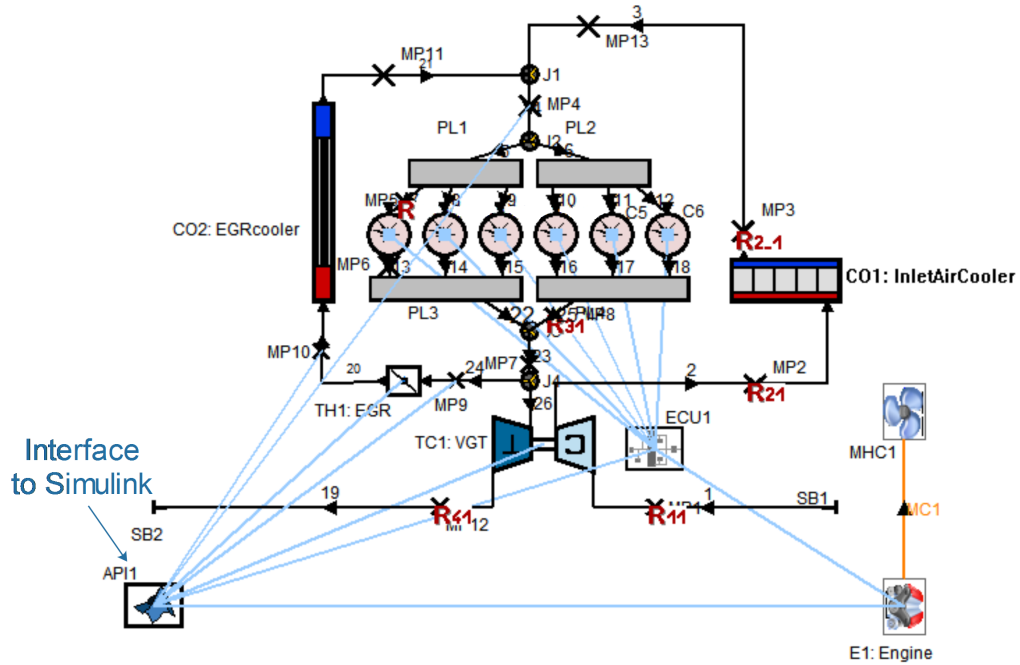 3
MP13
MP11
21
J1
MP4
PL1
PL2
J2
6
MP5
R
8
9
10
11
12
C5
C6
MP3
R2_1
CO2: EGRcooler
MP6
13
14
15
16
17
18
CO1: InletAirCooler
PL3
22
R31
MP10
MP7
23
20
24
J4
2
MP2
R21
TH1: EGR
MP9
26
ECU1
TC1: VGT
T
C
MHC1
Interface
to Simulink
19
1
SB1
R41
MP12
R11
SB2
MC1
API1
E1: Engine